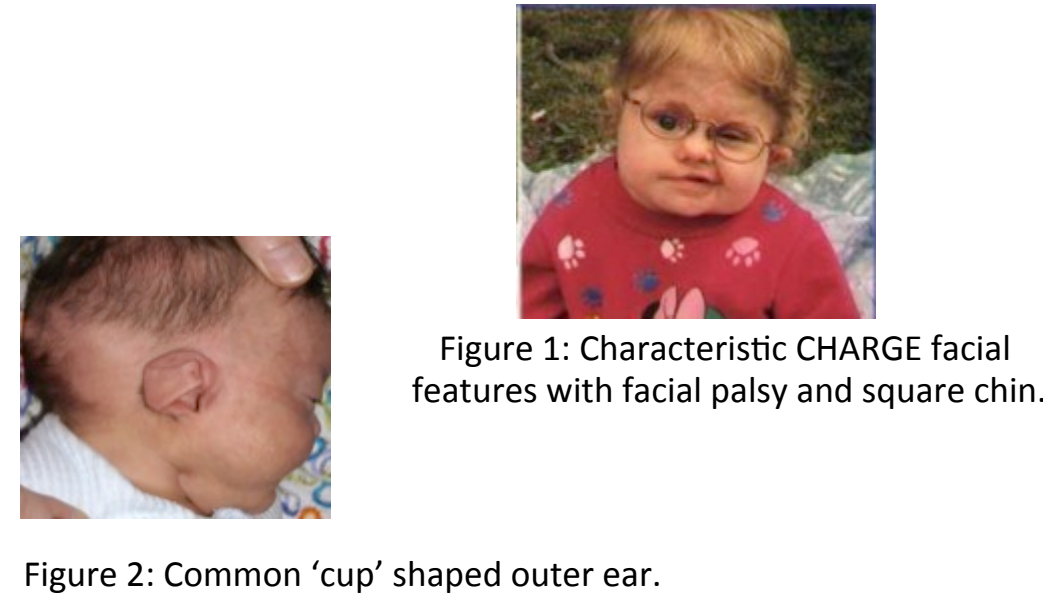 Figure 1: Characteristic CHARGE facial
features with facial palsy and square chin.
Figure 2: Common ‘cup’ shaped outer ear.